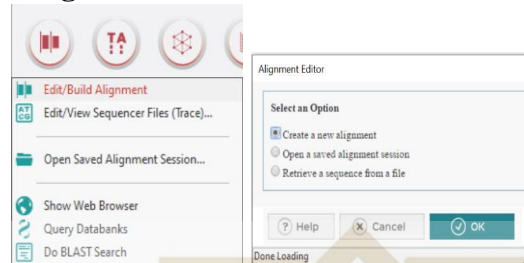 TA
Edit/Build Alignment
AT
CG
Edit/View Sequencer Files (Trace)...
Open Saved Alignment Session...
Show Web Browser
Query Databanks
Do BLAST Search
Alignment Editor
Select an Option
Create a new alignment
Open a saved alignment session
Retrieve a sequence from a file
? Help
X Cancel
OK
Done Loading